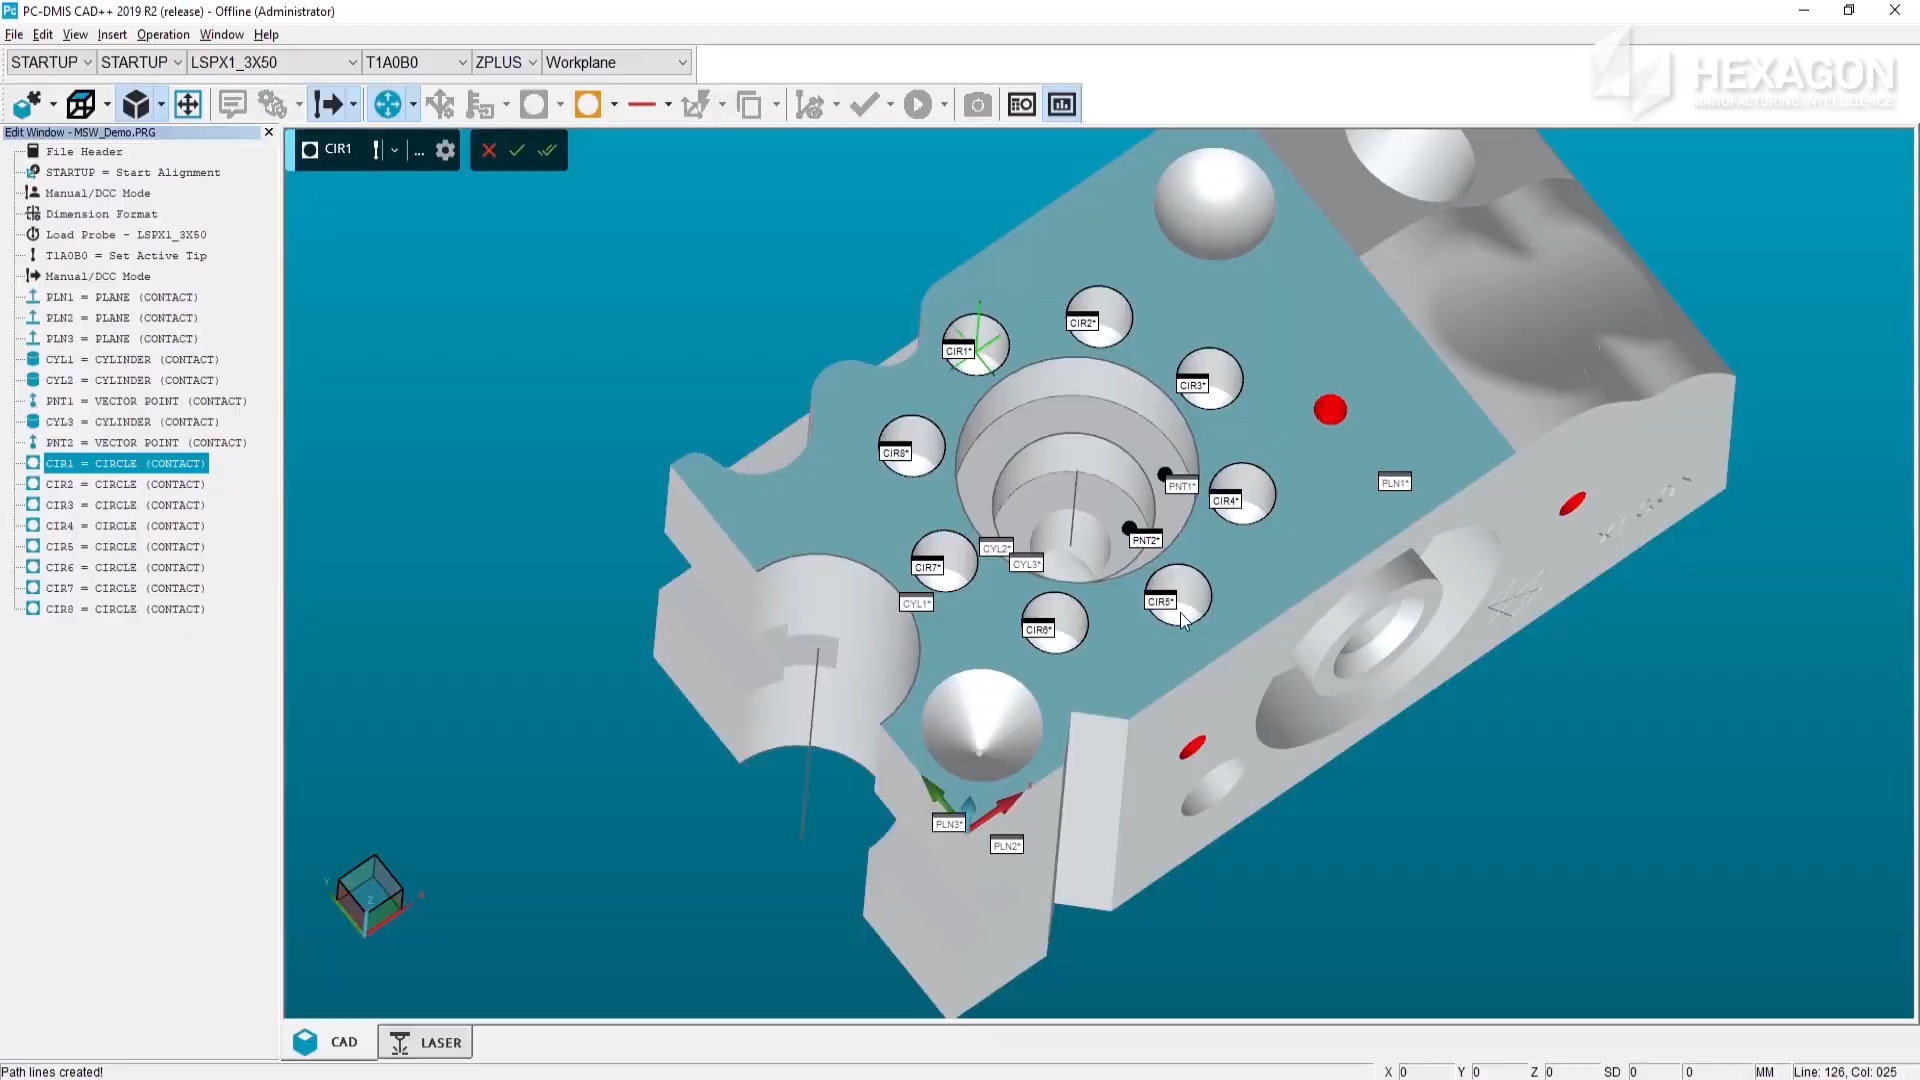 PC-DMIS CAD++ 2019 R2 (release) - Offline (Administrator)
File Edit View Insert Operation Window Help
STARTUP STARTUP LSPX1_3X50 T1A0B0 ZPLUS Workplane
HEXAGON
MANUFACTURING INTELLIGENCE
Edit Window - MSW_Demo.PRG
File Header
STARTUP = Start Alignment
Manual/DCC Mode
Dimension Format
Load Probe - LSPX1_3X50
T1A0B0 = Set Active Tip
Manual/DCC Mode
PLN1 = PLANE (CONTACT)
PLN2 = PLANE (CONTACT)
PLN3 = PLANE (CONTACT)
CYL1 = CYLINDER (CONTACT)
CYL2 = CYLINDER (CONTACT)
PNT1 = VECTOR POINT (CONTACT)
CYL3 = CYLINDER (CONTACT)
PNT2 = VECTOR POINT (CONTACT)
CIR1 = CIRCLE (CONTACT)
CIR2 = CIRCLE (CONTACT)
CIR3 = CIRCLE (CONTACT)
CIR4 = CIRCLE (CONTACT)
CIR5 = CIRCLE (CONTACT)
CIR6 = CIRCLE (CONTACT)
CIR7 = CIRCLE (CONTACT)
CIR8 = CIRCLE (CONTACT)
CIR1 ...
CIR2*
CIR1*
CIR3*
CIR8*
PNT1*
PLN1*
CIR4*
PNT2*
CYL2*
CYL3*
CIR7*
CYL1*
CIR5*
CIR6*
PLN3*
PLN2*
Y
Z
CAD LASER
Path lines created!
X 0 Y 0 Z 0 SD 0 0 MM Line: 126, Col: 025